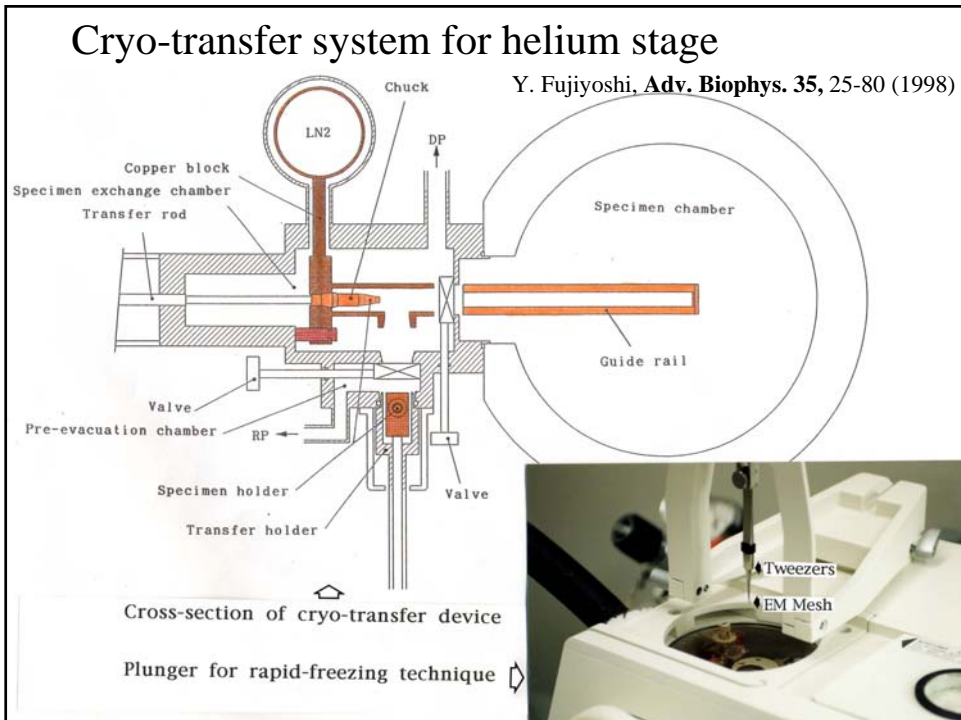 Cryo-transfer system for helium stage
Y. Fujiyoshi, Adv. Biophys. 35, 25-80 (1998)
Chuck
LN2
DP
Copper block
Specimen exchange chamber
Transfer rod
Specimen chamber
Guide rail
Valve
Pre-evacuation chamber
RP
Specimen holder
Valve
Transfer holder
Tweezers
EM Mesh
Cross-section of cryo-transfer device
Plunger for rapid-freezing technique